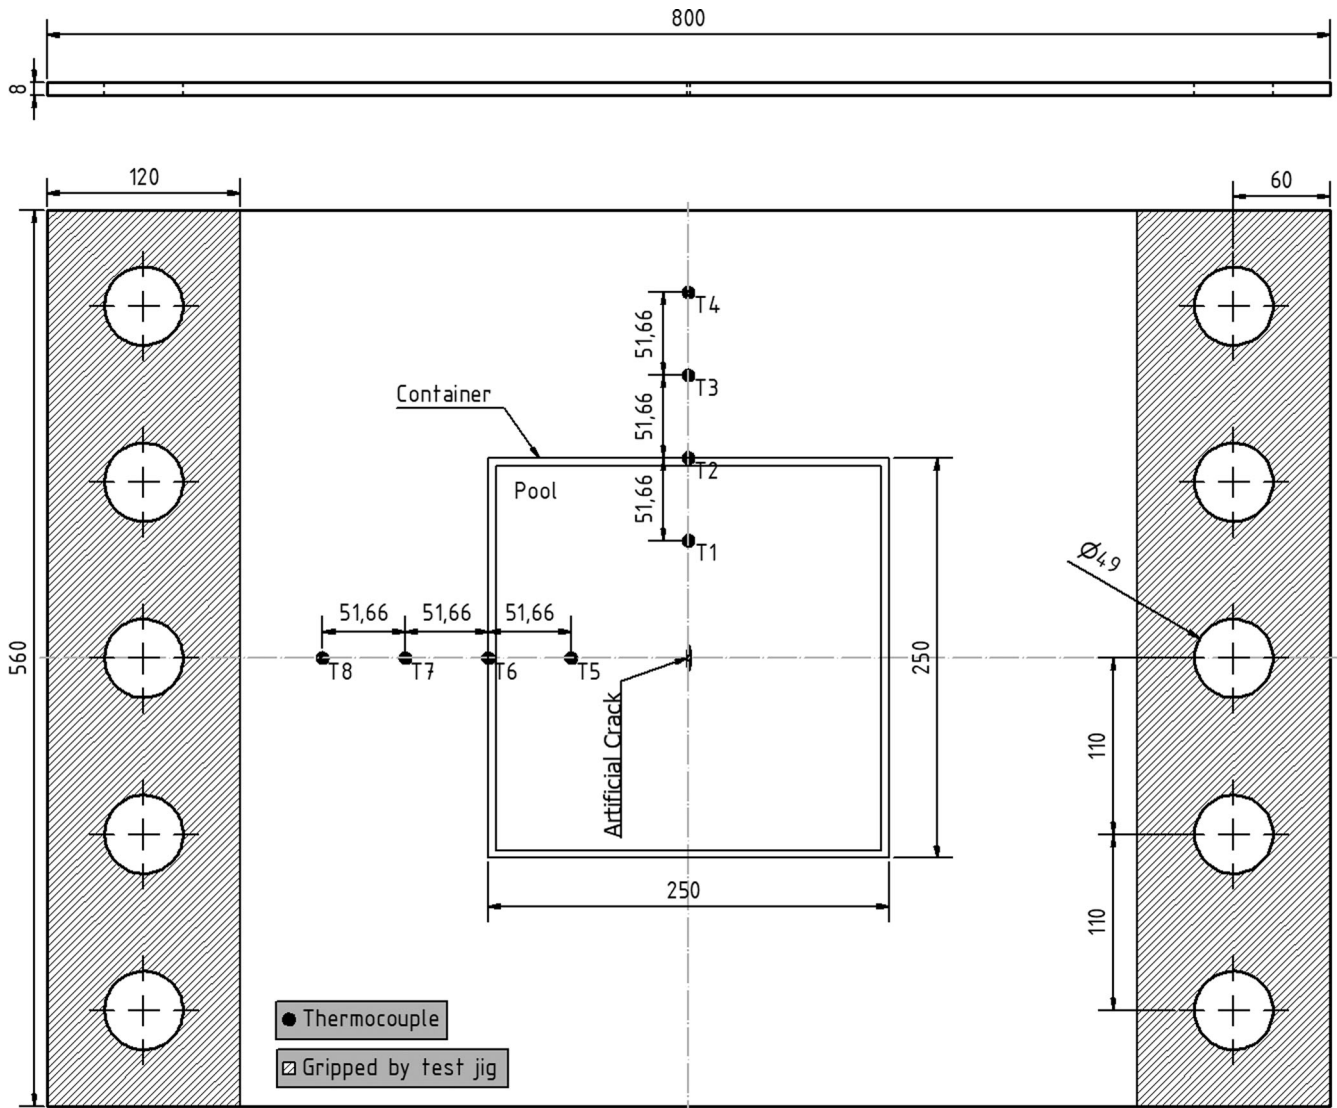 800
8
120
60
T4
51,66
T3
Container
51,66
T2
Pool
51,66
T1
Ø49
51,66
51,66
51,66
T8
T7
T6
T5
560
250
Artificial Crack
110
250
110
Thermocouple
Gripped by test jig